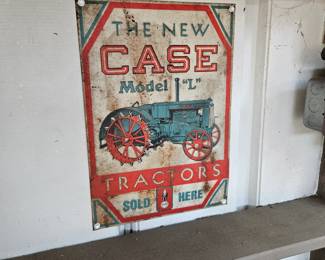 THE NEW
CASE
Model "L"
TRACTORS
SOLD HERE